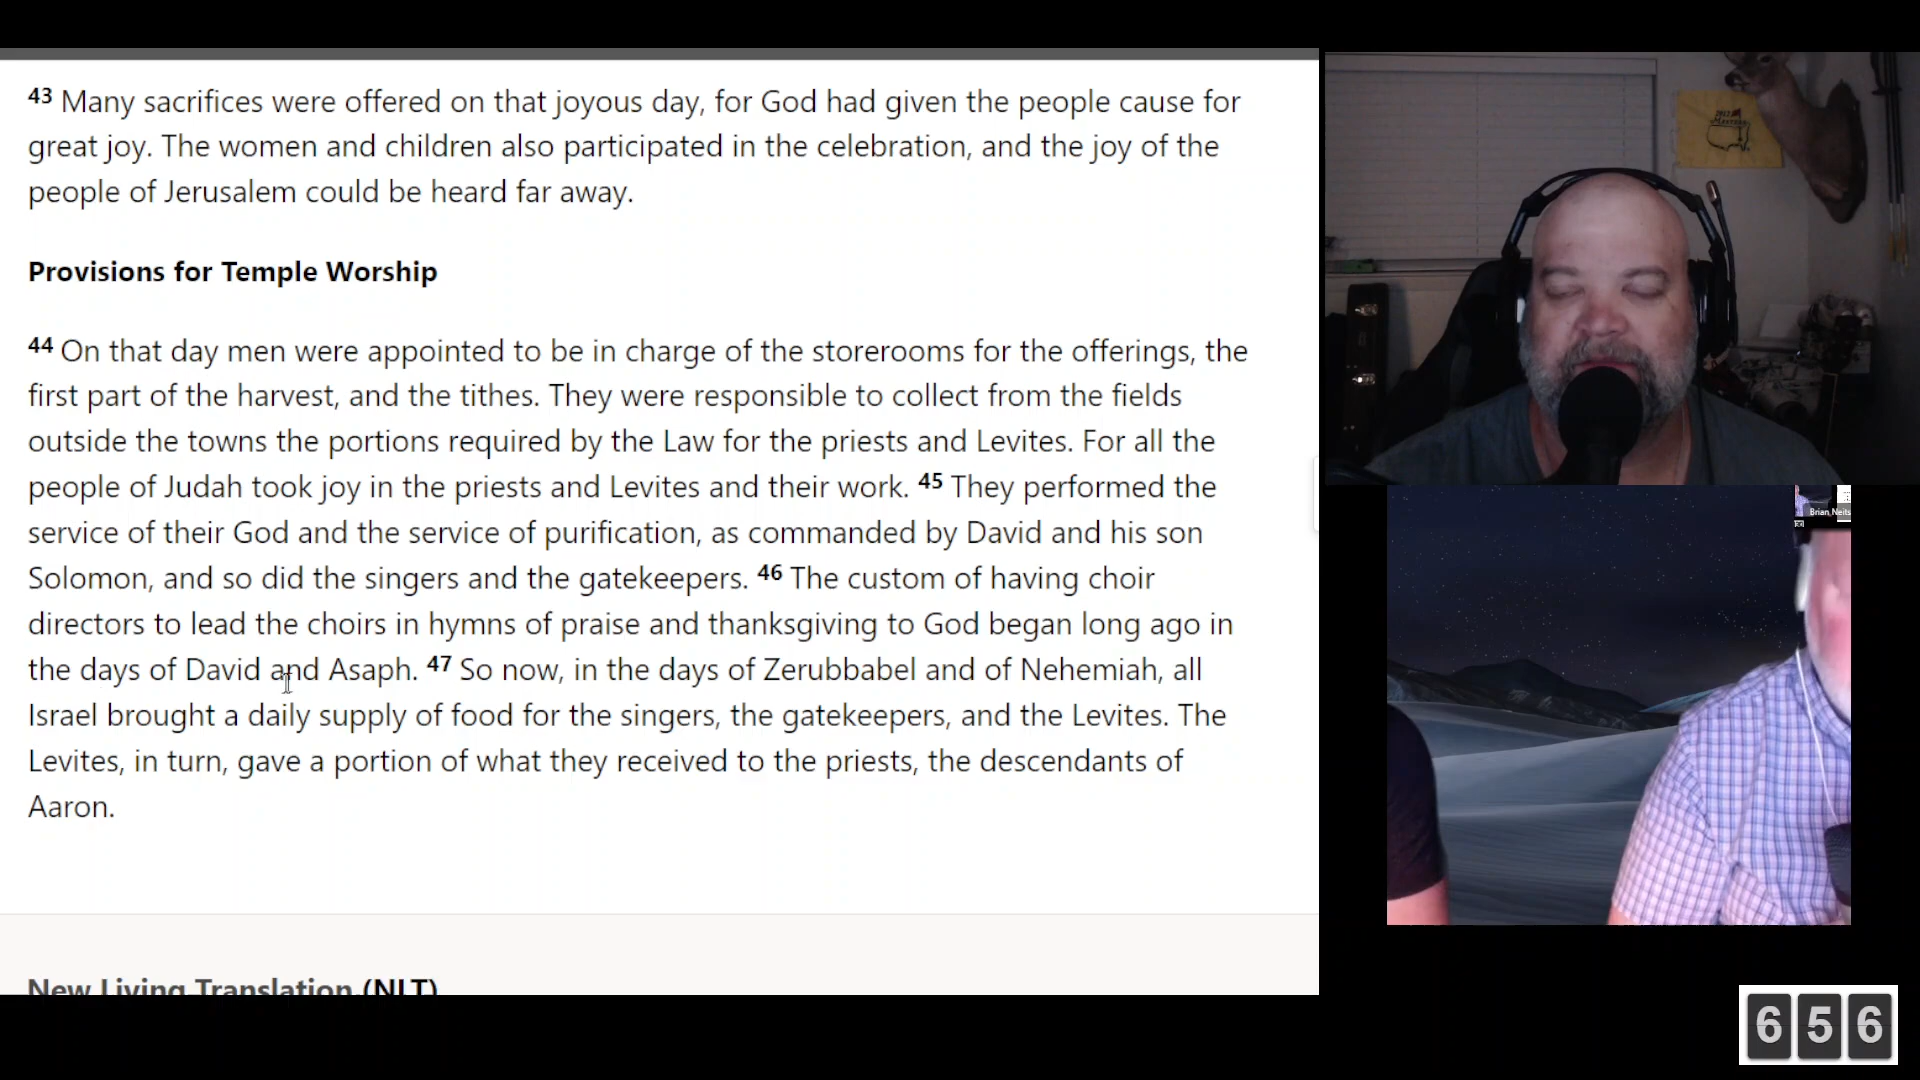 43 Many sacrifices were offered on that joyous day, for God had given the people cause for
great joy. The women and children also participated in the celebration, and the joy of the
people of Jerusalem could be heard far away.
Provisions for Temple Worship
44 On that day men were appointed to be in charge of the storerooms for the offerings, the
first part of the harvest, and the tithes. They were responsible to collect from the fields
outside the towns the portions required by the Law for the priests and Levites. For all the
people of Judah took joy in the priests and Levites and their work. 45 They performed the
service of their God and the service of purification, as commanded by David and his son
Solomon, and so did the singers and the gatekeepers. 46 The custom of having choir
directors to lead the choirs in hymns of praise and thanksgiving to God began long ago in
the days of David and Asaph. 47 So now, in the days of Zerubbabel and of Nehemiah, all
Israel brought a daily supply of food for the singers, the gatekeepers, and the Levites. The
Levites, in turn, gave a portion of what they received to the priests, the descendants of
Aaron.
New Living Translation (NLT)
MASTERS
Brian Neits
656